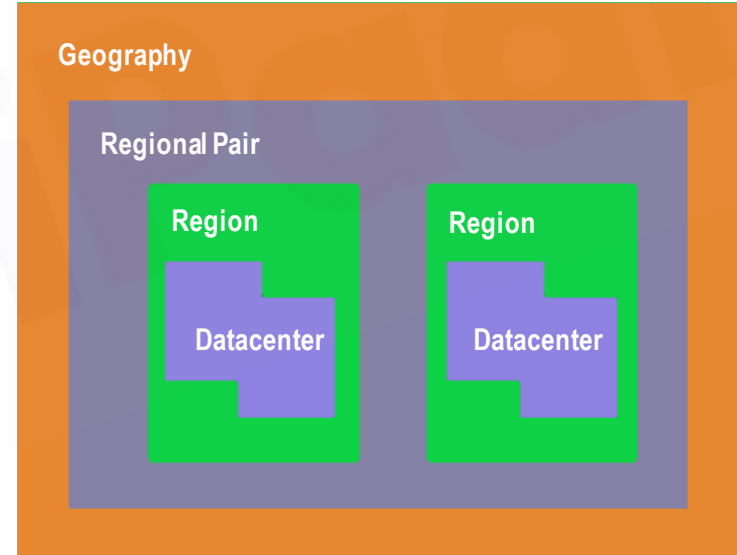 Geography
Regional Pair
Region
Region
Datacenter
Datacenter